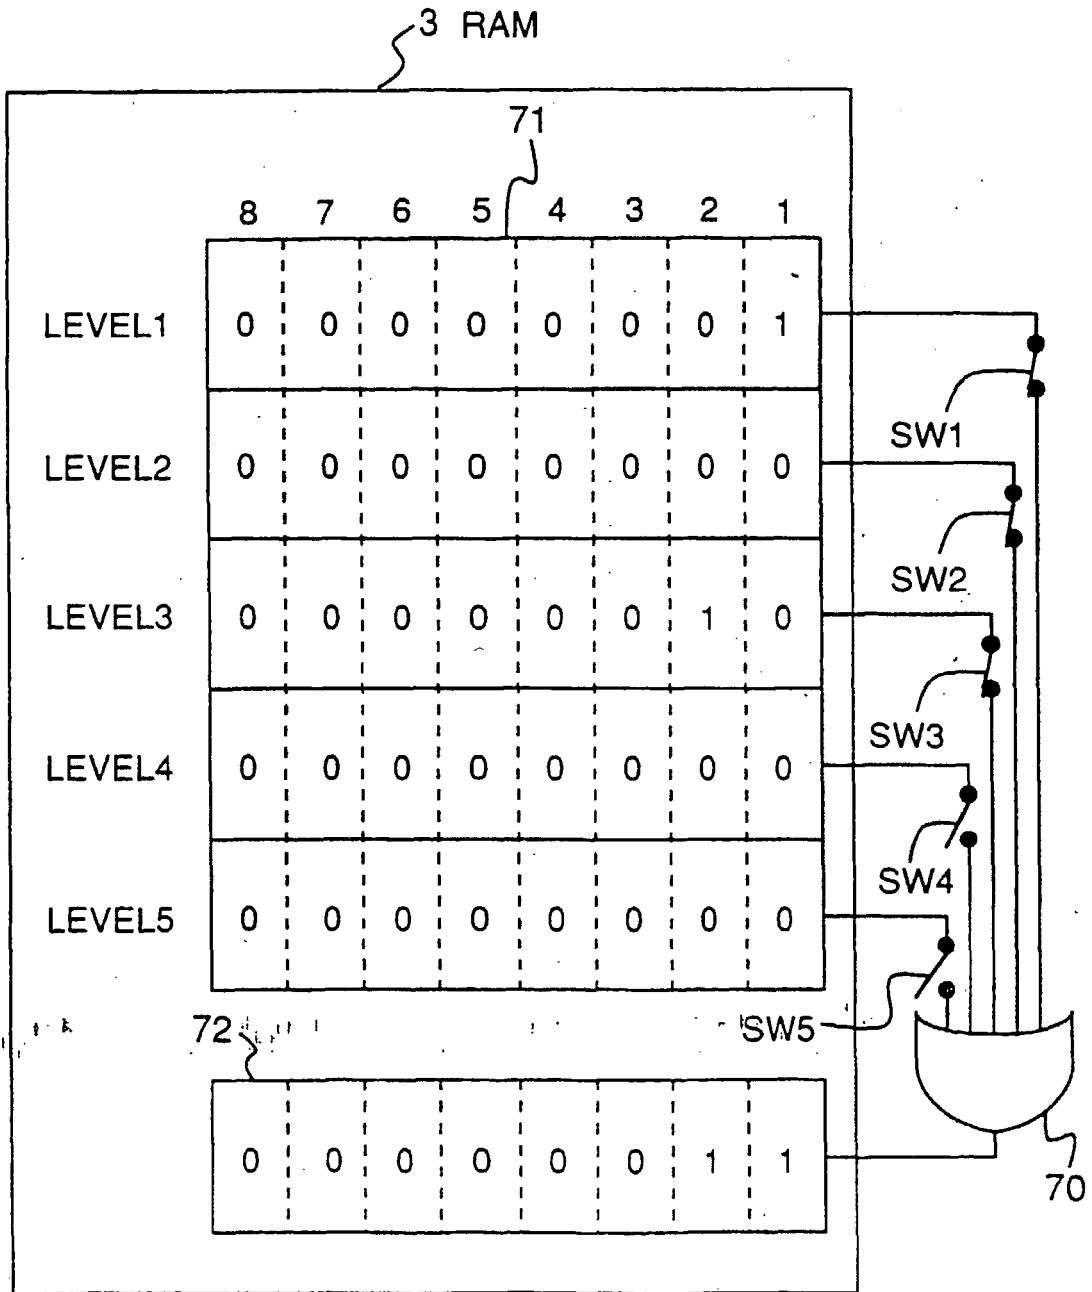 3 RAM
71
8 7 6 5 4 3 2 1
LEVEL1 0 0 0 0 0 0 0 1
SW1
LEVEL2 0 0 0 0 0 0 0 0
SW2
LEVEL3 0 0 0 0 0 0 1 0
SW3
LEVEL4 0 0 0 0 0 0 0 0
SW4
LEVEL5 0 0 0 0 0 0 0 0
72
SW5
0 0 0 0 0 0 1 1
70